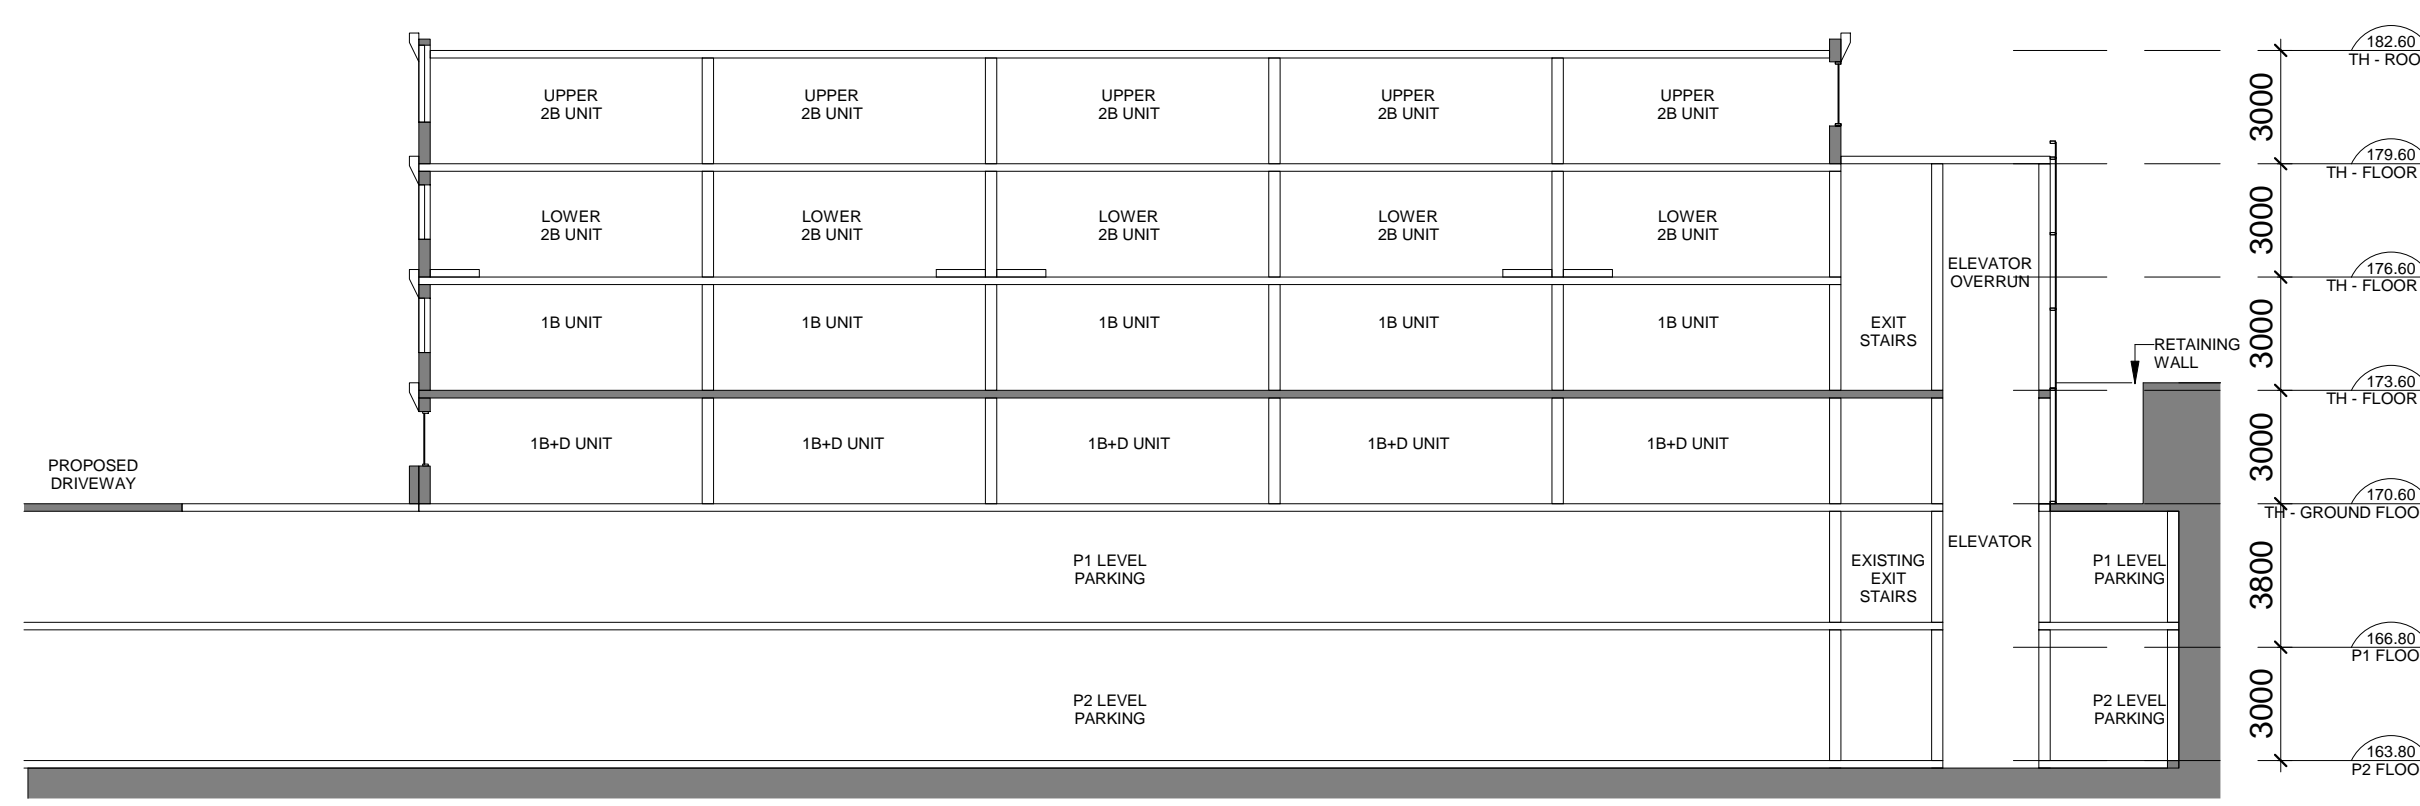 182.60
TH - ROO
3000
UPPER
2B UNIT
UPPER
2B UNIT
UPPER
2B UNIT
UPPER
2B UNIT
UPPER
2B UNIT
179.60
TH - FLOOR
3000
LOWER
2B UNIT
LOWER
2B UNIT
LOWER
2B UNIT
LOWER
2B UNIT
LOWER
2B UNIT
ELEVATOR
OVERRUN
176.60
TH - FLOOR
3000
1B UNIT
1B UNIT
1B UNIT
1B UNIT
1B UNIT
EXIT
STAIRS
RETAINING
WALL
173.60
TH - FLOOR
3000
1B+D UNIT
1B+D UNIT
1B+D UNIT
1B+D UNIT
1B+D UNIT
PROPOSED
DRIVEWAY
170.60
TH - GROUND FLOO
3800
P1 LEVEL
PARKING
EXISTING
EXIT
STAIRS
ELEVATOR
P1 LEVEL
PARKING
166.80
P1 FLOO
3000
P2 LEVEL
PARKING
P2 LEVEL
PARKING
163.80
P2 FLOO